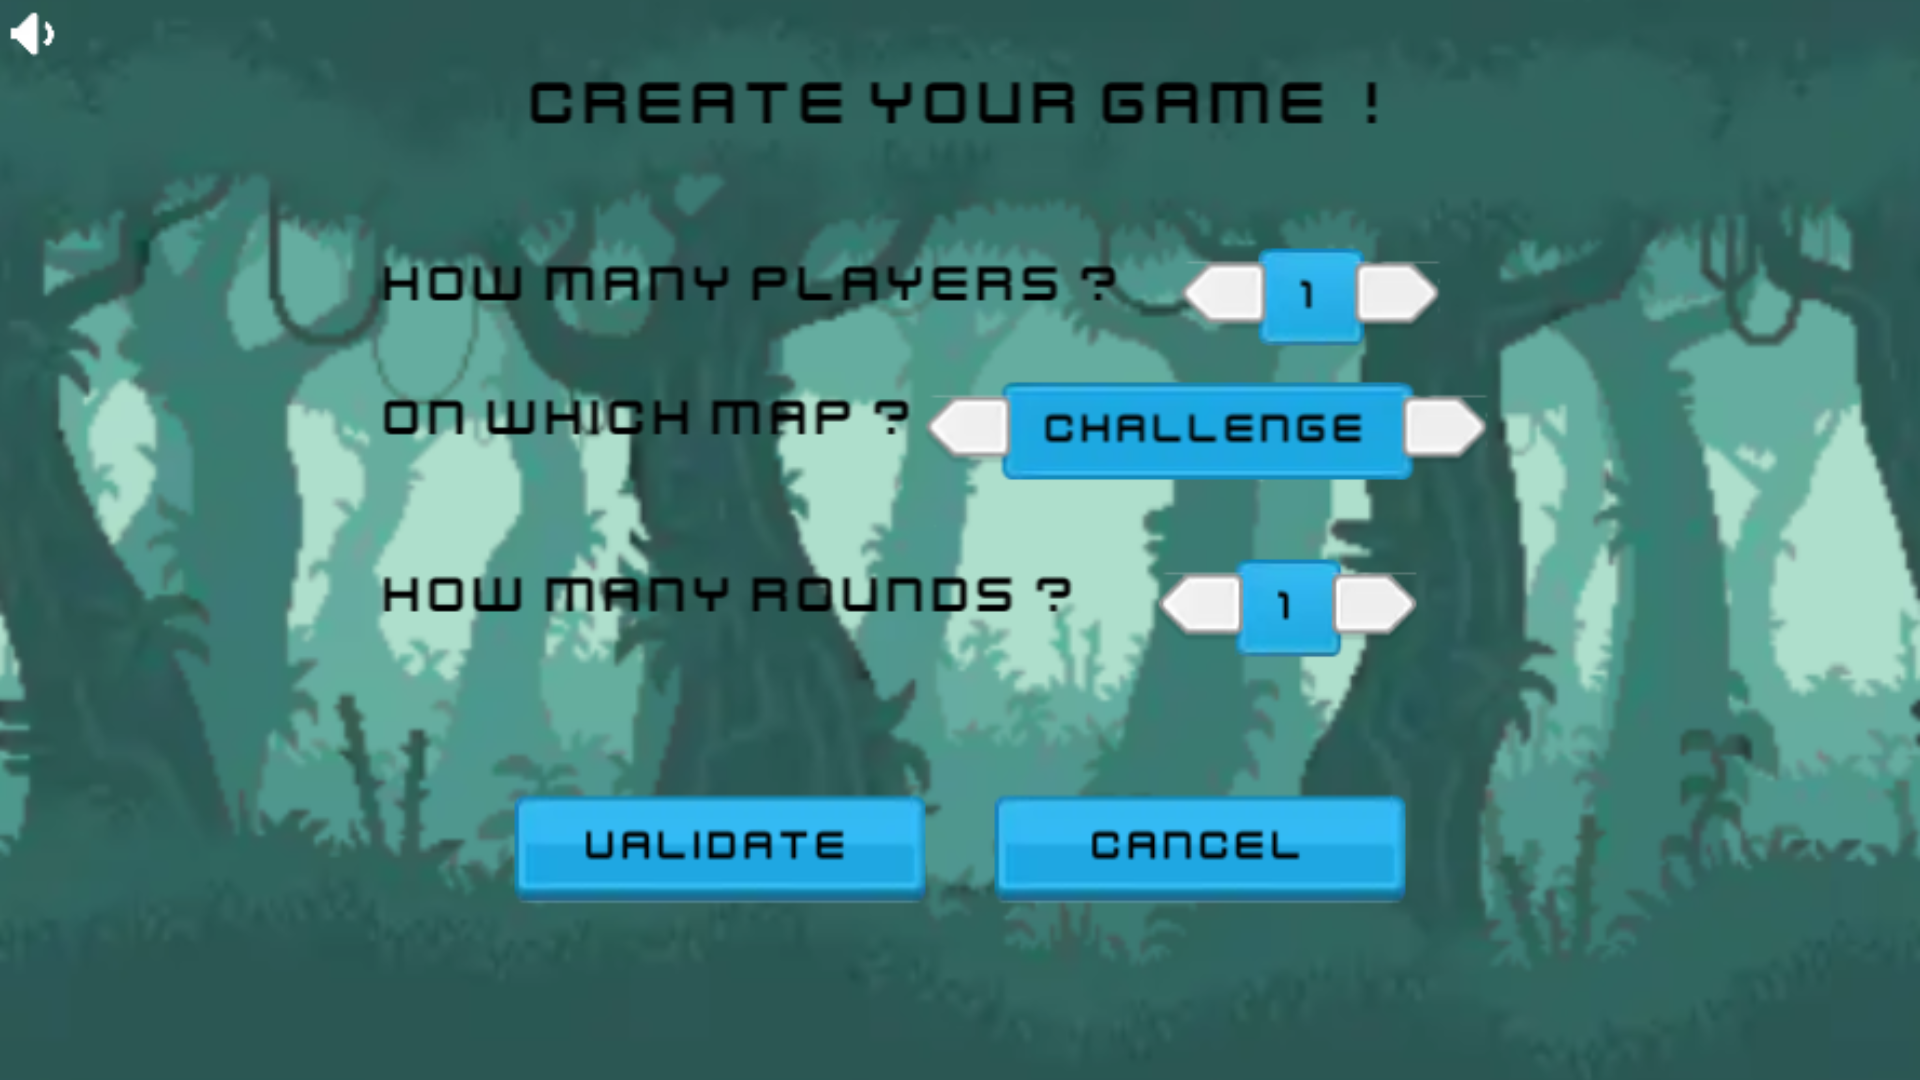 CREATE YOUR GAME !
HOW MANY PLAYERS ? 1
ON WHICH MAP ? CHALLENGE
HOW MANY ROUNDS ? 1
VALIDATE CANCEL